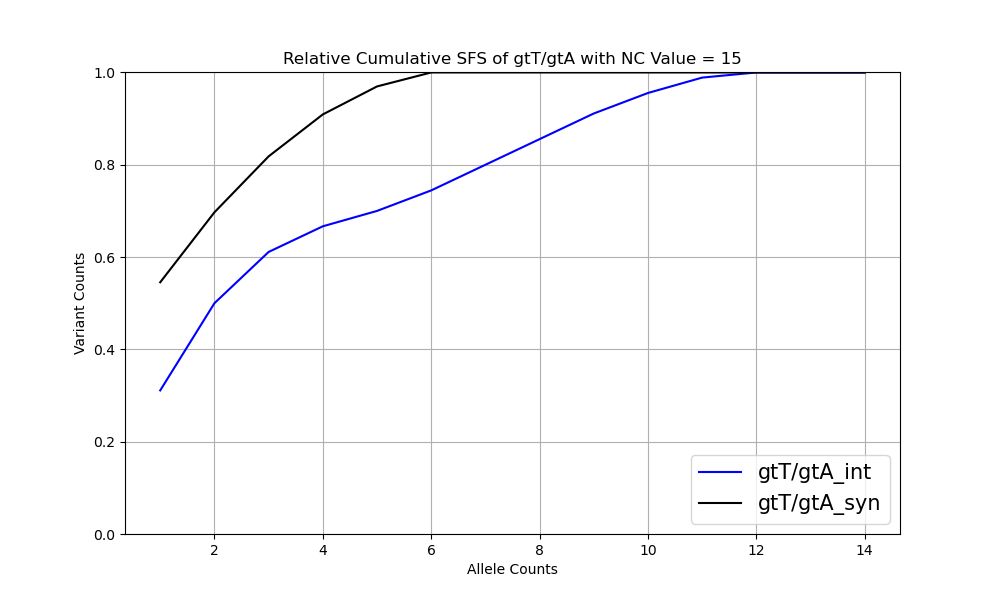 Relative Cumulative SFS of gtT/gtA with NC Value = 15
1.0
0.8
0.6
0.4
0.2
0.0
Variant Counts
2 4 6 8 10 12 14
Allele Counts
gtT/gtA_int
gtT/gtA_syn